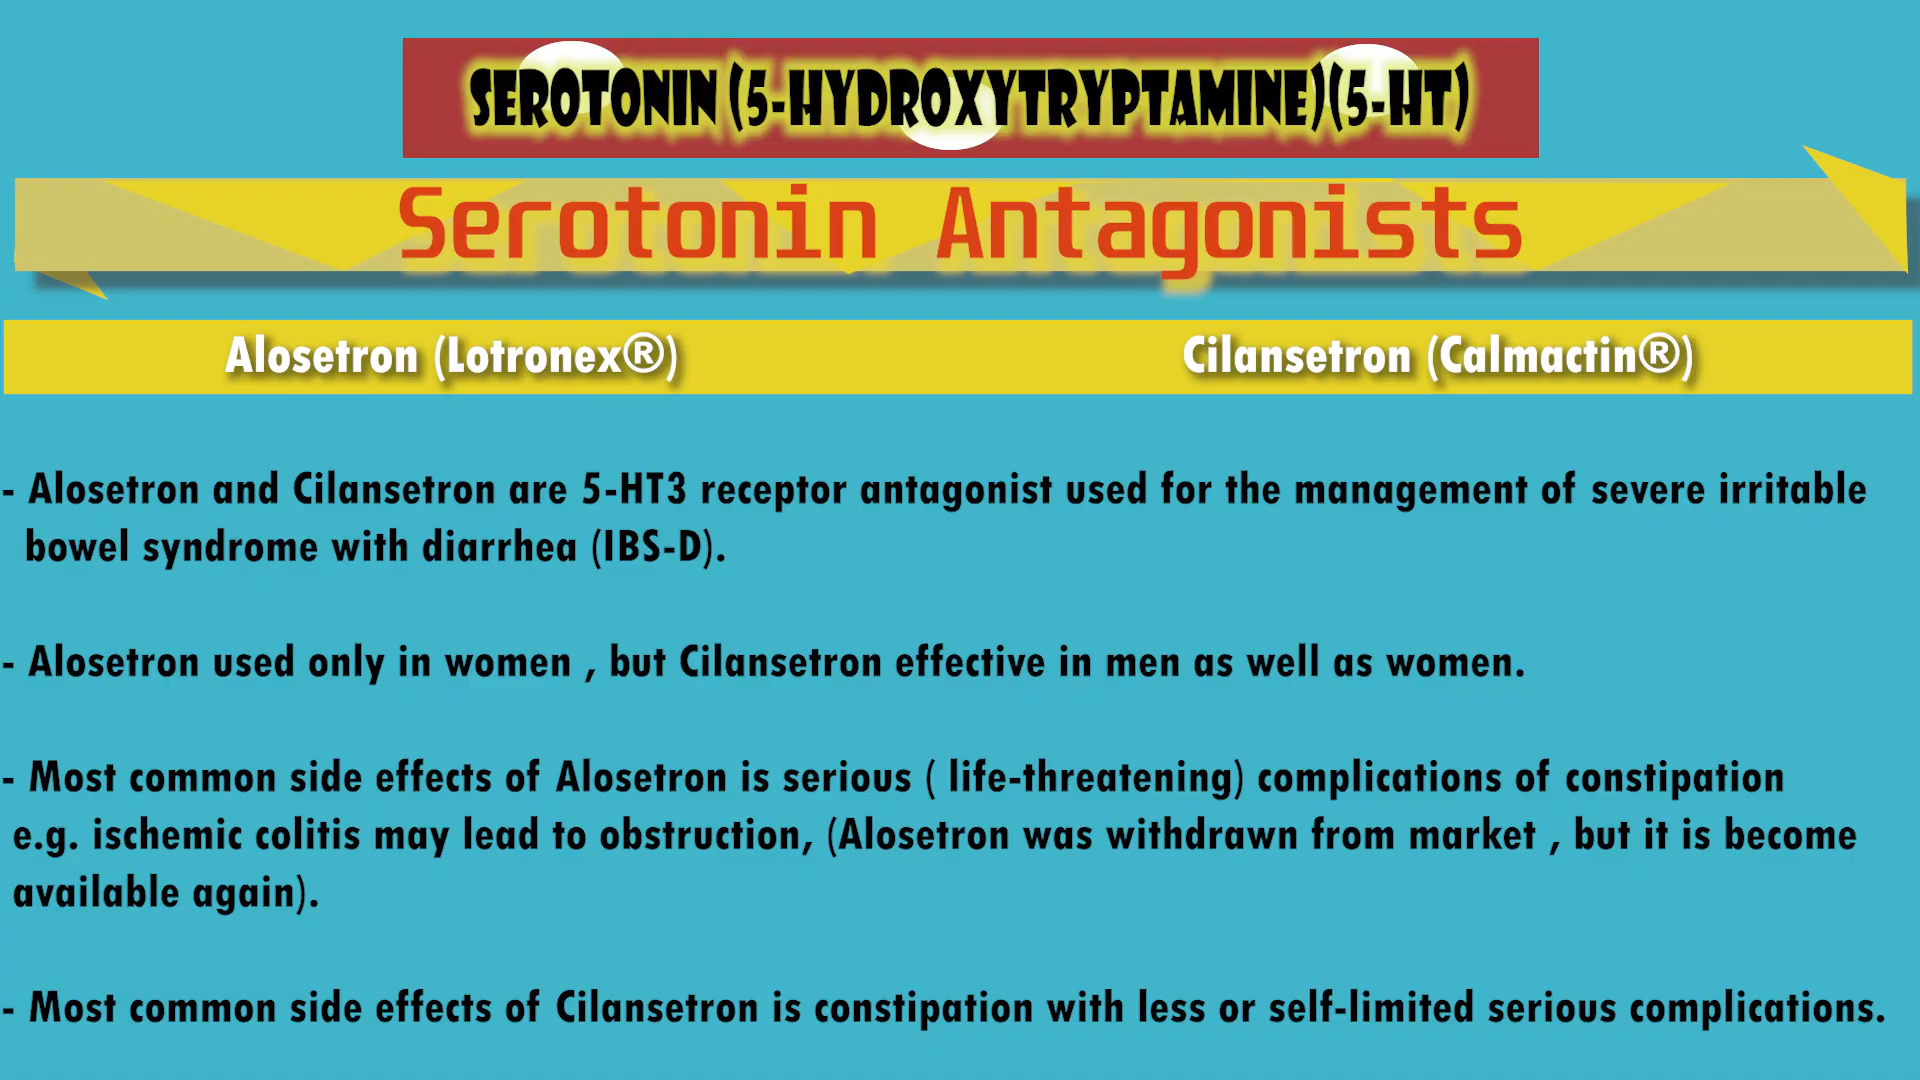 SEROTONIN (5-HYDROXYTRYPTAMINE)(5-HT)
Serotonin Antagonists
Alosetron (Lotronex®)
Cilansetron (Calmactin®)
- Alosetron and Cilansetron are 5-HT3 receptor antagonist used for the management of severe irritable
bowel syndrome with diarrhea (IBS-D).
- Alosetron used only in women , but Cilansetron effective in men as well as women.
- Most common side effects of Alosetron is serious ( life-threatening) complications of constipation
e.g. ischemic colitis may lead to obstruction, (Alosetron was withdrawn from market , but it is become
available again).
- Most common side effects of Cilansetron is constipation with less or self-limited serious complications.